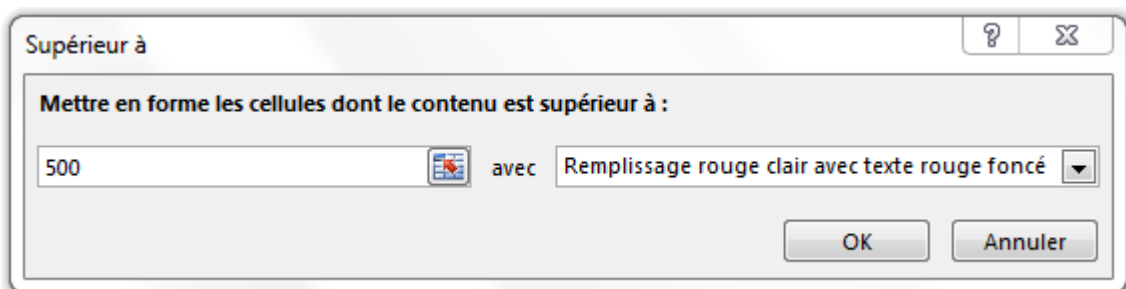 Supérieur à
Mettre en forme les cellules dont le contenu est supérieur à :
500 avec Remplissage rouge clair avec texte rouge foncé
OK Annuler